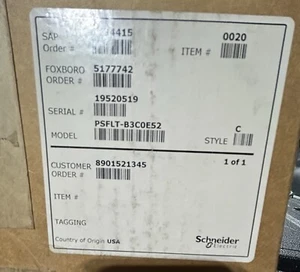 SAP 4415 0020
Order # ITEM #
FOXBORO 5177742
ORDER #
19520519
SERIAL #
PSFLT-B3C0E52 C
MODEL STYLE
CUSTOMER 8901521345 1 of 1
ORDER #
ITEM #
TAGGING
Country of Origin USA
Schneider
Electric